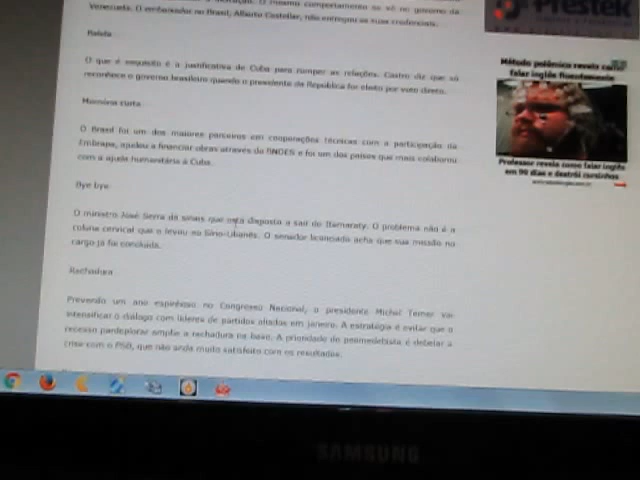 O mesmo comportamento se vê no governo da
Venezuela. O embaixador no Brasil, Alberto Castellar, não entregou as suas credenciais.
O que é esquisito é a justificativa de Cuba para romper as relações. Castro diz que só
reconhece o governo brasileiro quando o presidente da República for eleito por voto direto.
Memória curta
O Brasil foi um dos maiores parceiros em cooperações técnicas com a participação da
Embrapa, ajudou a financiar obras através do BNDES e foi um dos países que mais colaborou
com a ajuda humanitária à Cuba.
Bye bye
O ministro José Serra dá sinais que está disposto a sair do Itamaraty. O problema não é a
coluna cervical que o levou ao Sírio-Libanês. O senador licenciado acha que sua missão no
cargo já foi concluída.
Rachadura
Prevendo um ano espinhoso no Congresso Nacional, o presidente Michel Temer vai
intensificar o diálogo com líderes de partidos aliados em janeiro. A estratégia é evitar que o
recesso parlamentar amplie a rachadura na base. A prioridade do peemedebista é debelar a
crise com o PSD, que não anda muito satisfeito com os resultados.
Prestek
Método polêmico revela como
falar inglês fluentemente
Professor revela como falar inglês
em 90 dias e destrói cursinhos
SAMSUNG